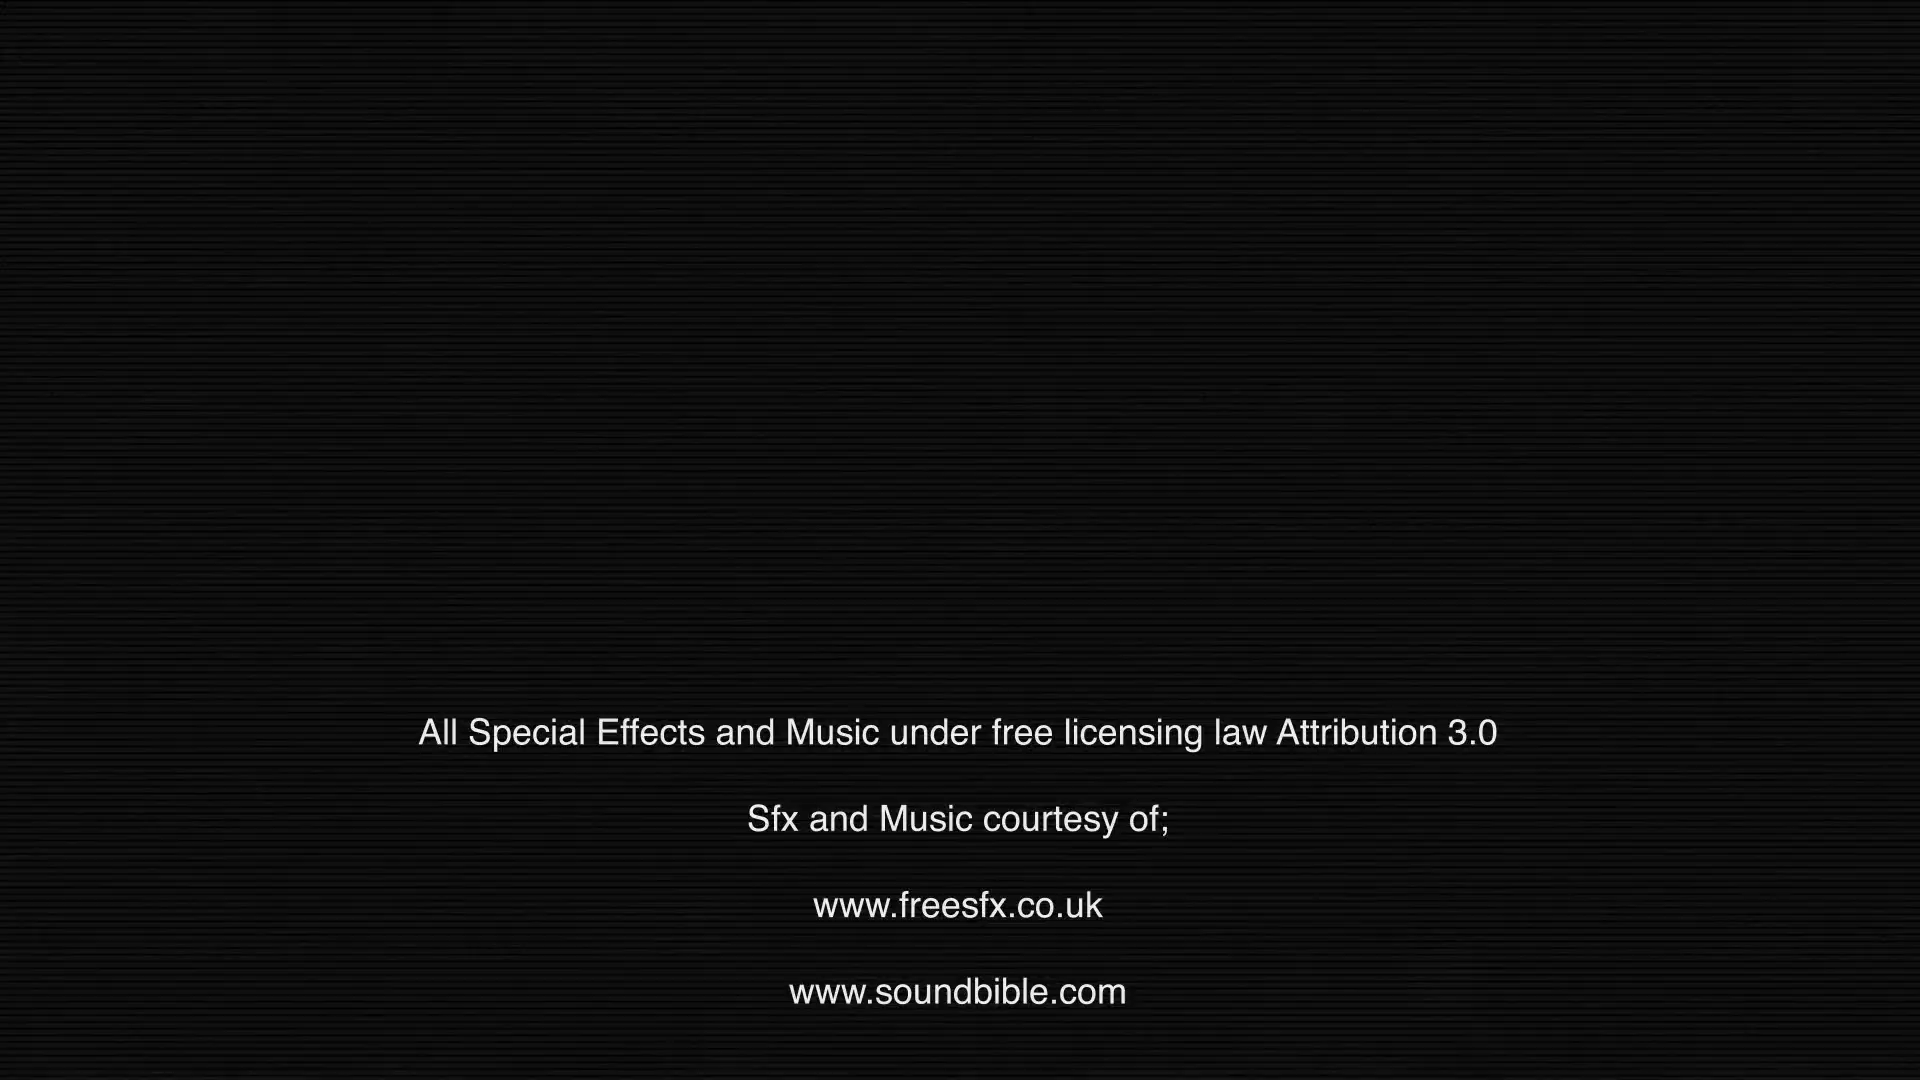 All Special Effects and Music under free licensing law Attribution 3.0
Sfx and Music courtesy of;
www.freesfx.co.uk
www.soundbible.com